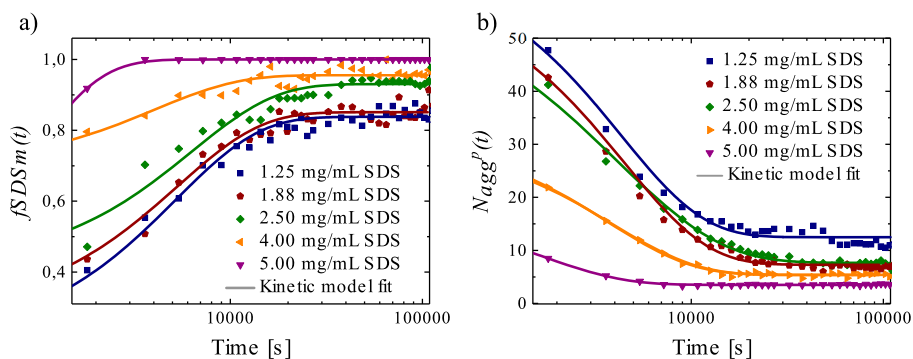 a)
fSDSm(t)
1,0
0,8
0,6
0,4
1.25 mg/mL SDS
1.88 mg/mL SDS
2.50 mg/mL SDS
4.00 mg/mL SDS
5.00 mg/mL SDS
Kinetic model fit
10000
100000
Time [s]
b)
Nagg^p(t)
50
40
30
20
10
0
1.25 mg/mL SDS
1.88 mg/mL SDS
2.50 mg/mL SDS
4.00 mg/mL SDS
5.00 mg/mL SDS
Kinetic model fit
10000
100000
Time [s]